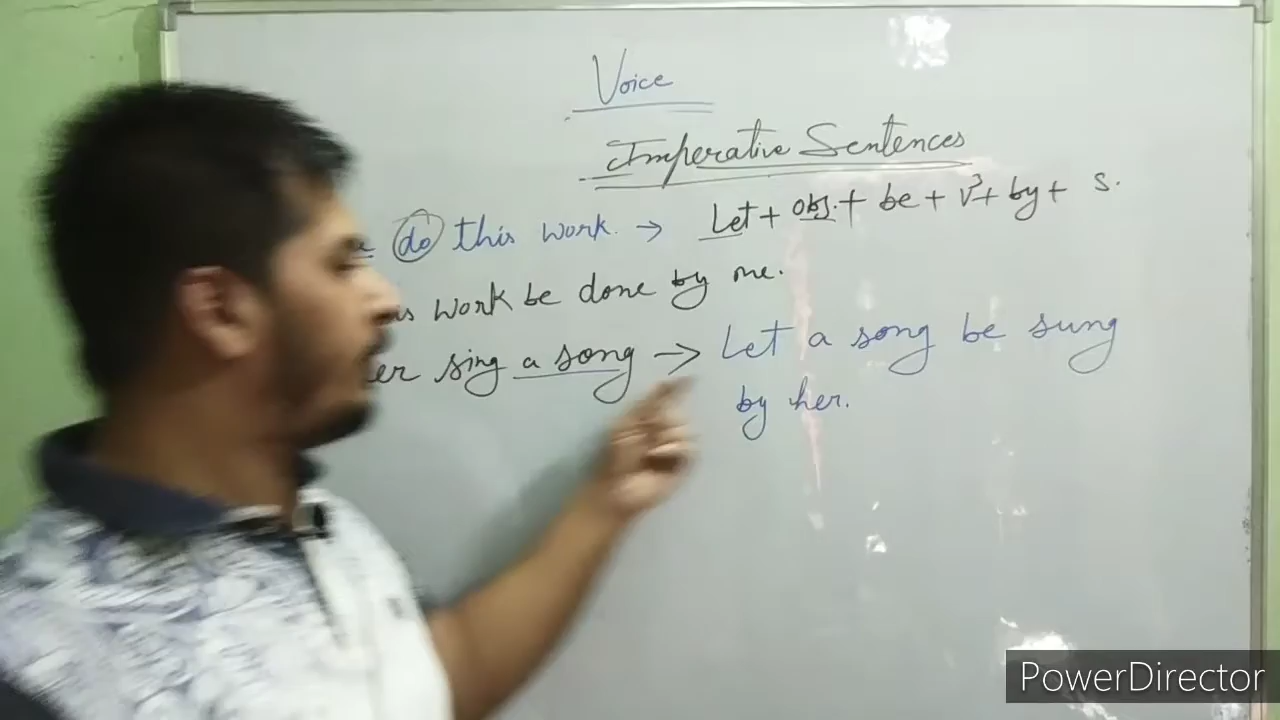 Voice
Imperative Sentences
do this work. → Let + obj. + be + V³ + by + S.
work be done by me.
sing a song → Let a song be sung
by her.
PowerDirector